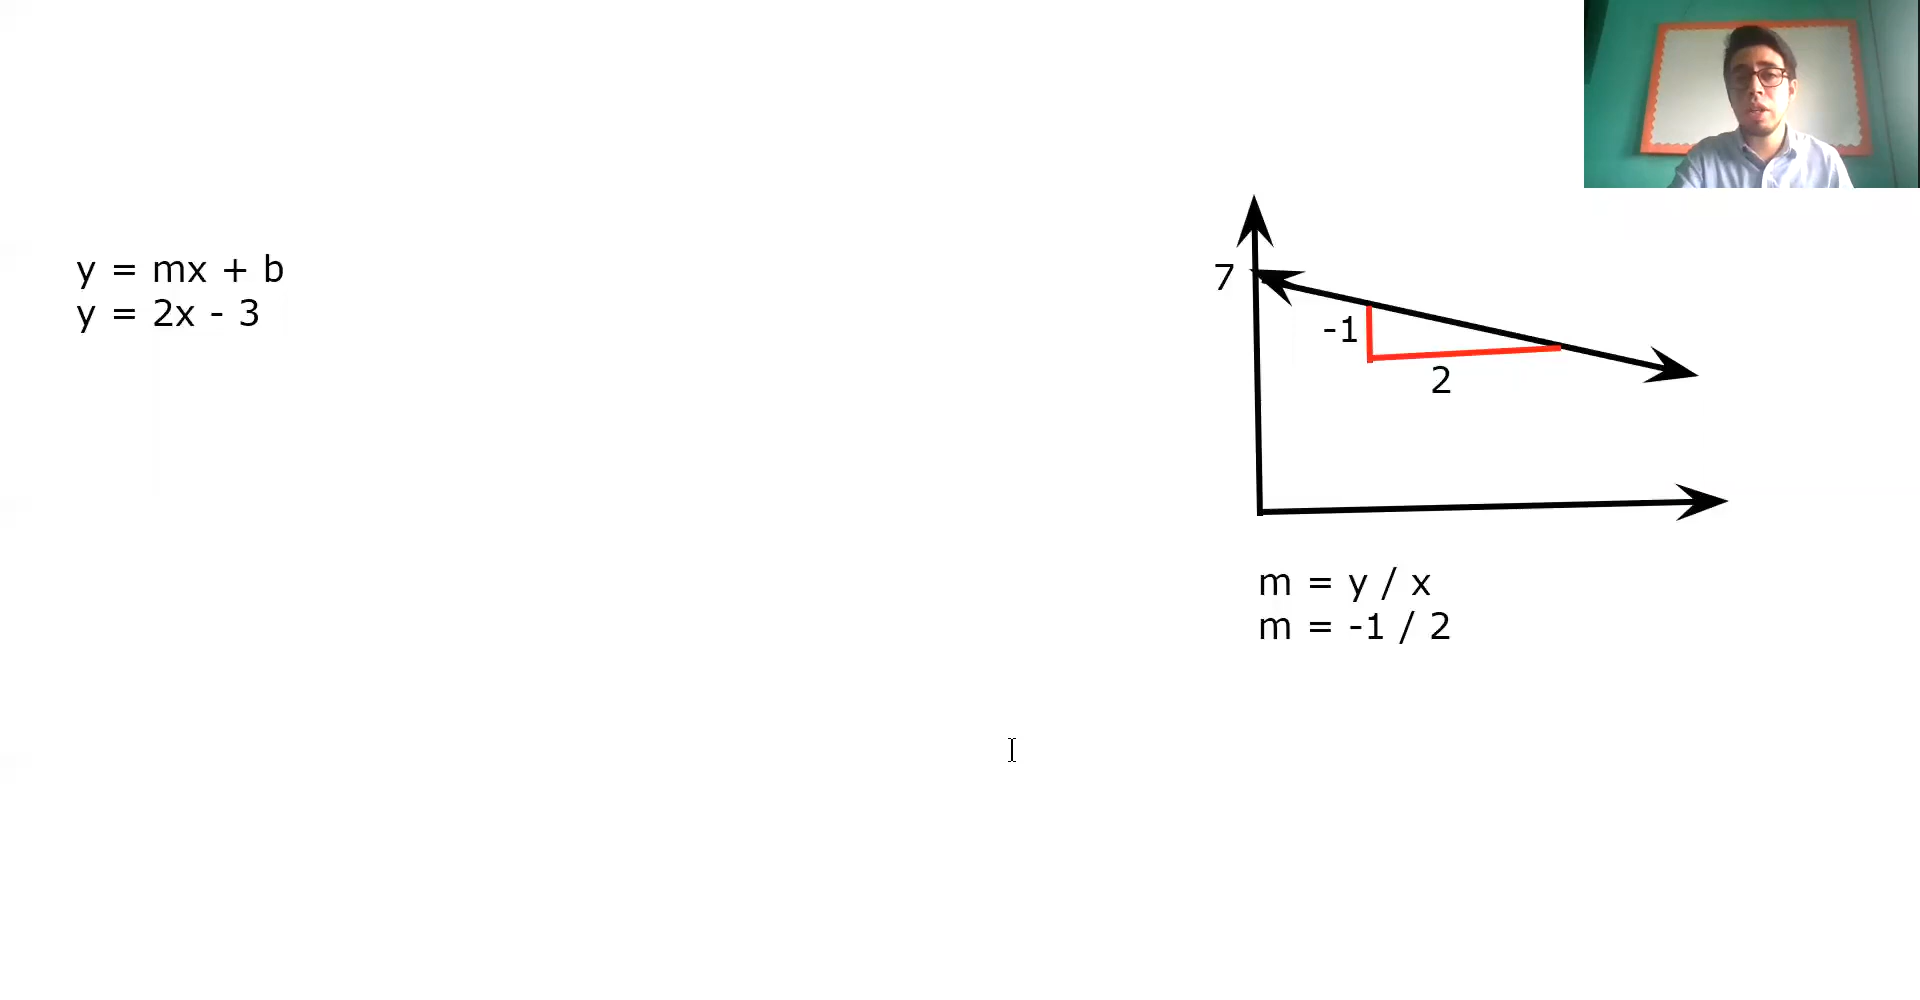 y = mx + b
y = 2x - 3
7
-1
2
m = y / x
m = -1 / 2